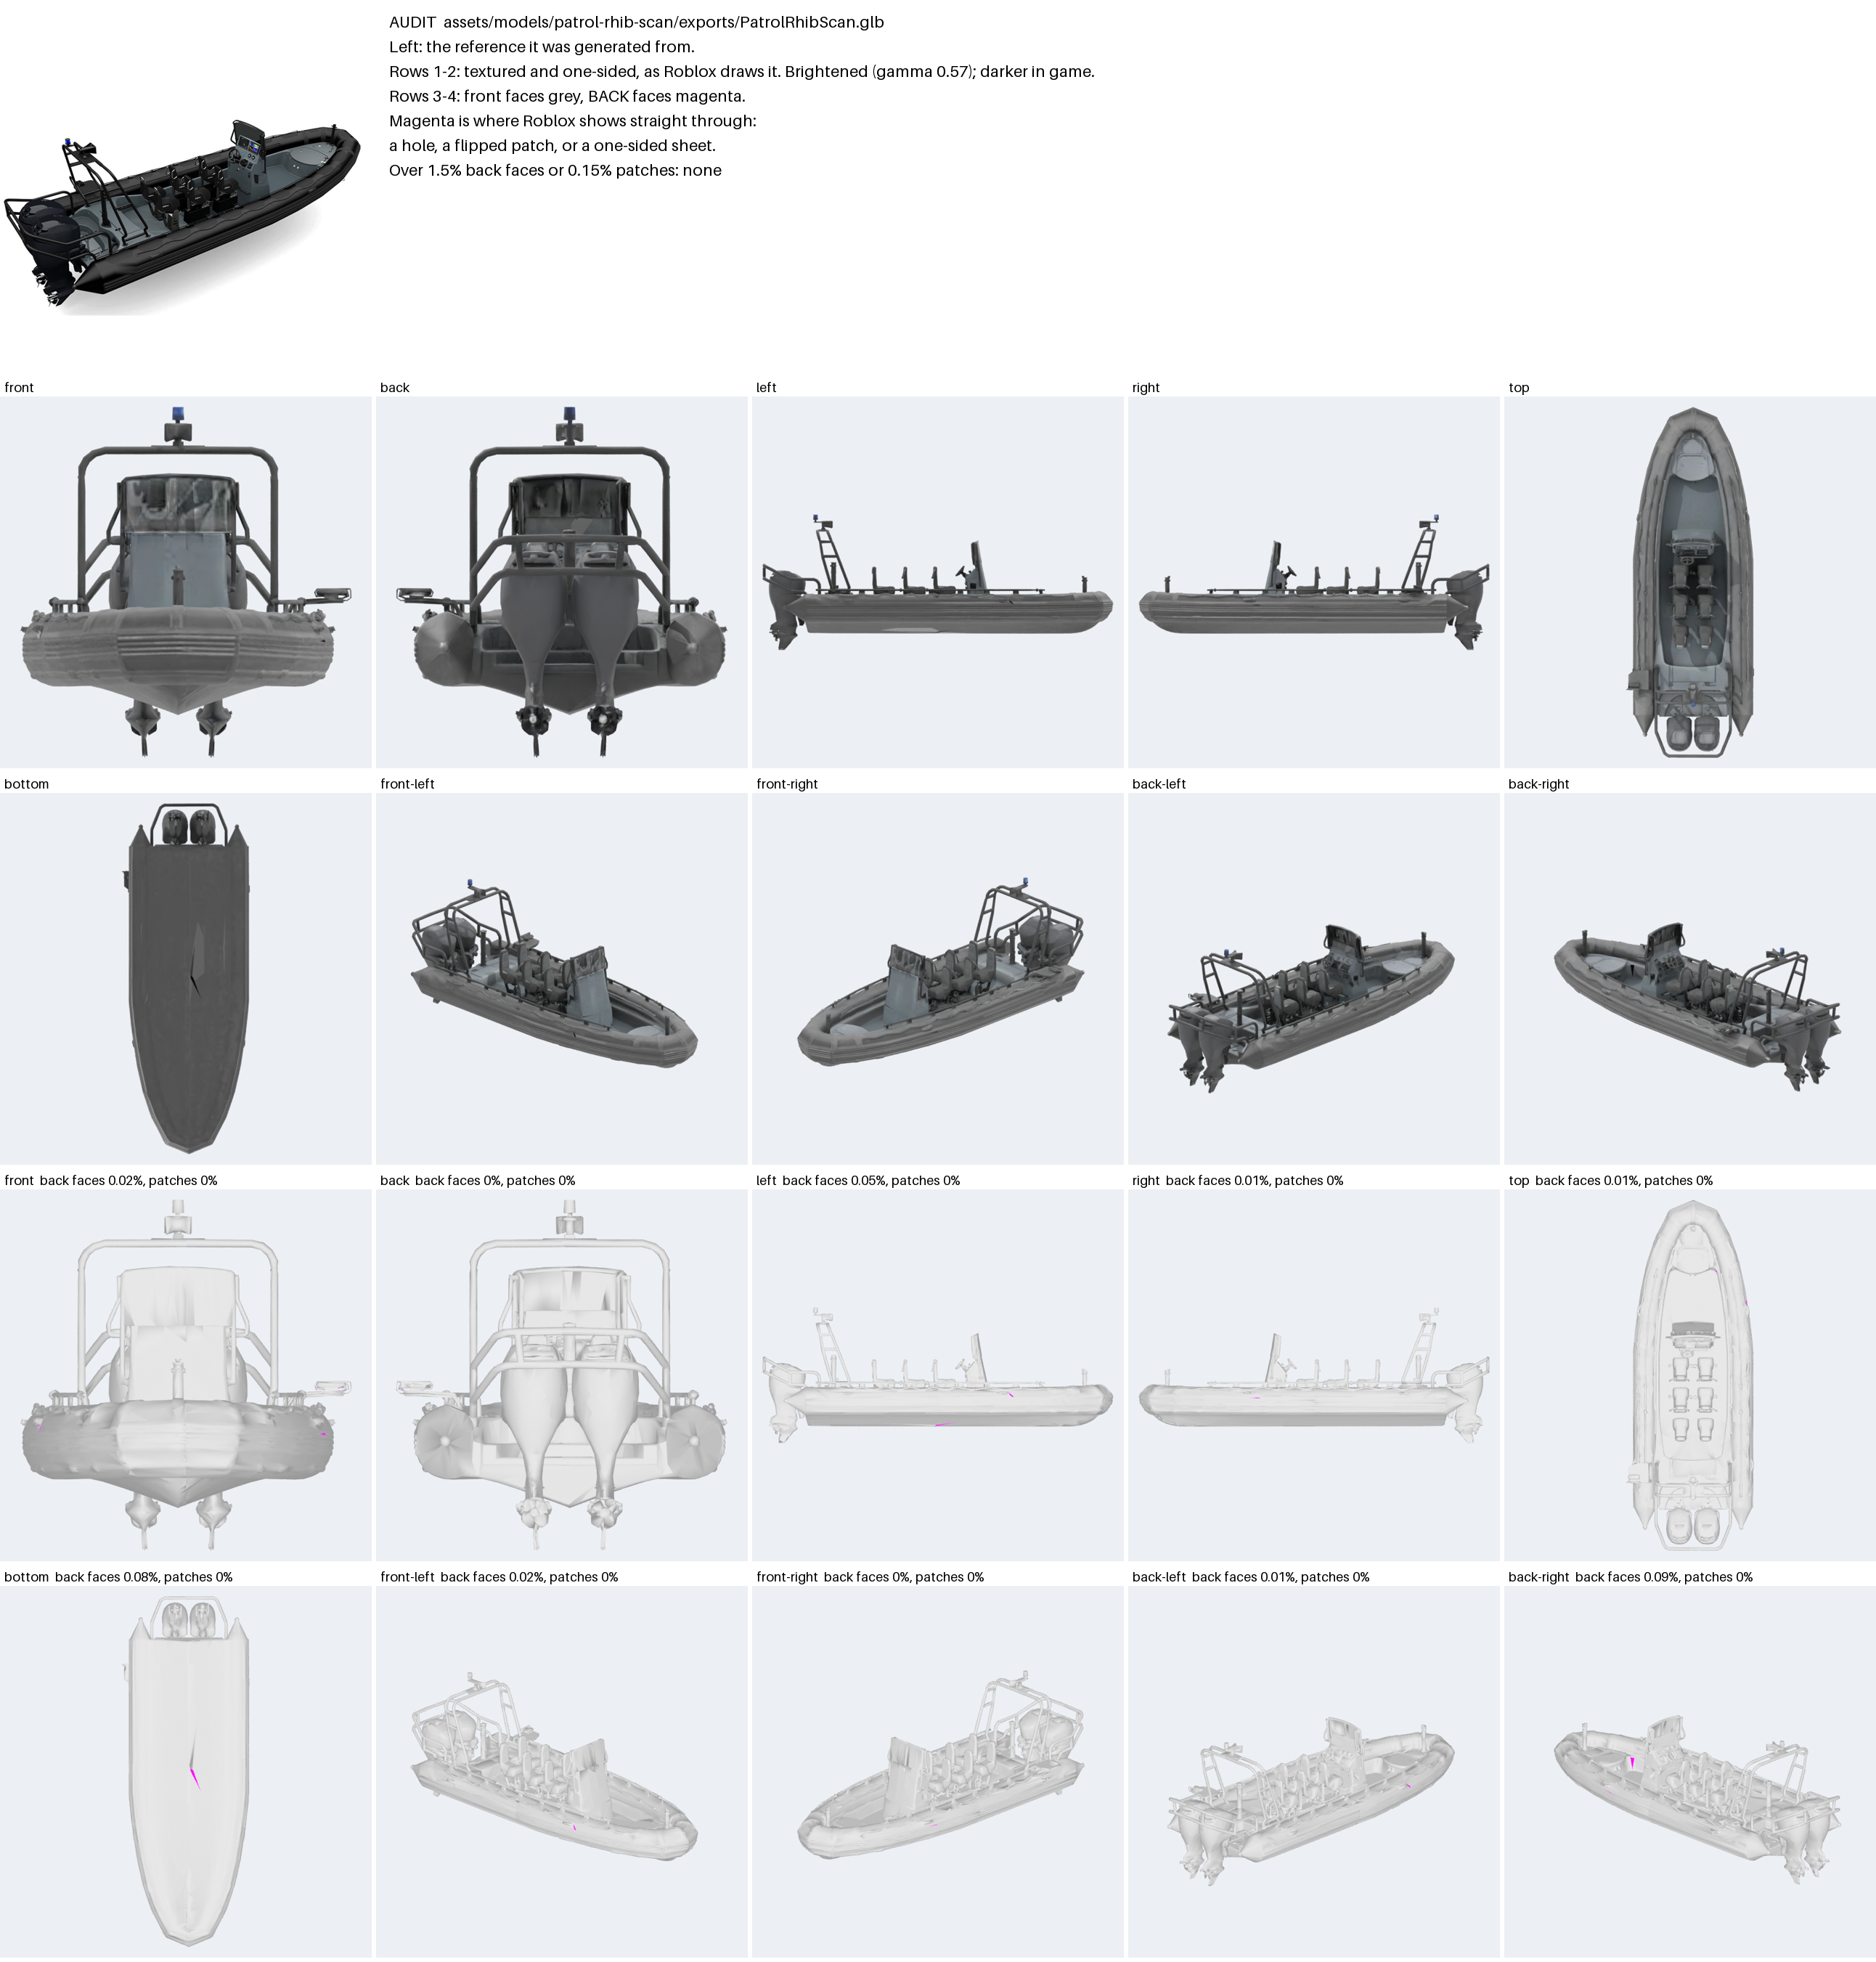 AUDIT assets/models/patrol-rhib-scan/exports/PatrolRhibScan.glb
Left: the reference it was generated from.
Rows 1-2: textured and one-sided, as Roblox draws it. Brightened (gamma 0.57); darker in game.
Rows 3-4: front faces grey, BACK faces magenta.
Magenta is where Roblox shows straight through:
a hole, a flipped patch, or a one-sided sheet.
Over 1.5% back faces or 0.15% patches: none
front
back
left
right
top
bottom
front-left
front-right
back-left
back-right
front back faces 0.02%, patches 0%
back back faces 0%, patches 0%
left back faces 0.05%, patches 0%
right back faces 0.01%, patches 0%
top back faces 0.01%, patches 0%
bottom back faces 0.08%, patches 0%
front-left back faces 0.02%, patches 0%
front-right back faces 0%, patches 0%
back-left back faces 0.01%, patches 0%
back-right back faces 0.09%, patches 0%